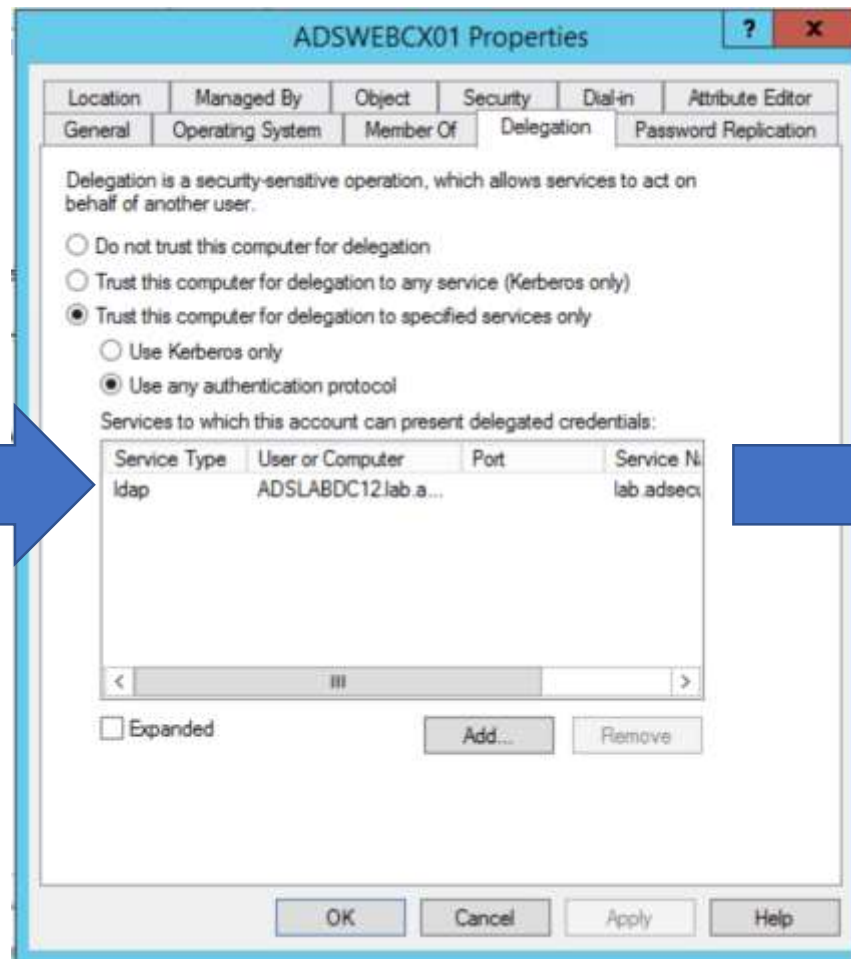 ADSWEBCX01 Properties
? x
Location Managed By Object Security Dial-in Attribute Editor
General Operating System Member Of Delegation Password Replication
Delegation is a security-sensitive operation, which allows services to act on
behalf of another user.
Do not trust this computer for delegation
Trust this computer for delegation to any service (Kerberos only)
Trust this computer for delegation to specified services only
Use Kerberos only
Use any authentication protocol
Services to which this account can present delegated credentials:
Service Type User or Computer Port Service N
ldap ADSLABDC12.lab.a... lab.adsecu
Expanded Add... Remove
OK Cancel Apply Help